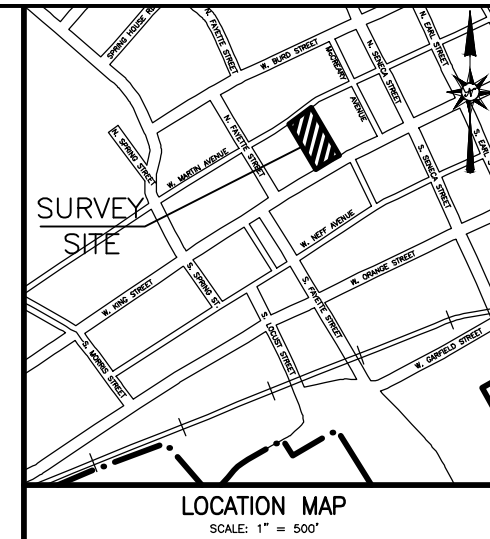 SPRING HOUSE
N. FAYETTE STREET
W. BURD STREET
McCREARY
AVENUE
N. SENECA STREET
N. EARL
N. SPRING STREET
N. FAYETTE STREET
W. MARTIN AVENUE
S. SENECA STREET
S. EARL
SURVEY
SITE
W. NEFF AVENUE
W. ORANGE STREET
W. KING STREET
S. SPRING ST.
S. FAYETTE STREET
S. LOCUST STREET
S. MORRIS STREET
W. GARFIELD STREET
LOCATION MAP
SCALE: 1" = 500'